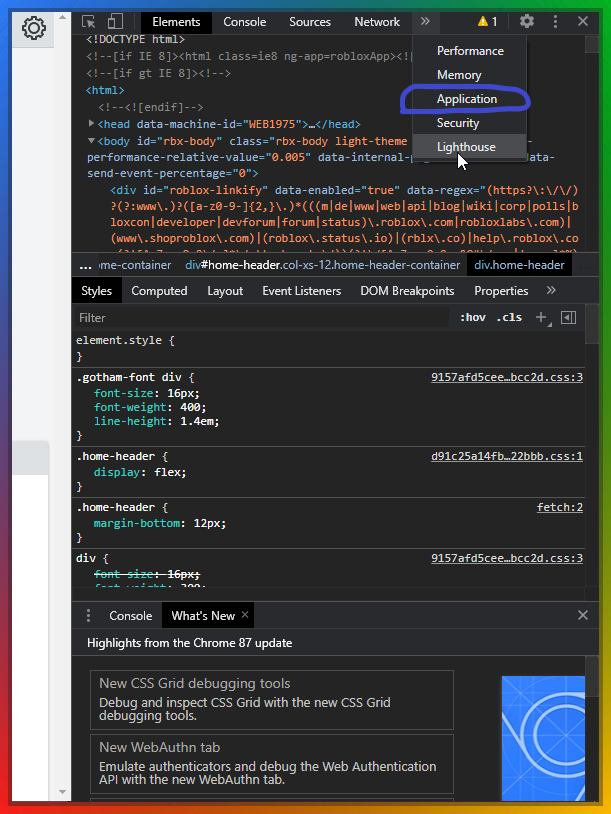 Elements Console Sources Network » 1
<!DOCTYPE html>
<!--[if IE 8]><html class=ie8 ng-app=robloxApp><!
<!--[if gt IE 8]><!-->
<html>
<!--<![endif]-->
<head data-machine-id="WEB1975">…</head>
<body id="rbx-body" class="rbx-body light-theme
performance-relative-value="0.005" data-internal-p data-
send-event-percentage="0">
<div id="roblox-linkify" data-enabled="true" data-regex="(https?\:\/\/)
?(?:www\.)?([a-z0-9-]{2,}\.)*(((m|de|www|web|api|blog|wiki|corp|polls|
bloxcon|developer|devforum|forum|status)\.roblox\.com|robloxlabs\.com)|
(www\.shoproblox\.com)|(roblox\.status\.io)|(rblx\.co)|help\.roblox\.co
Performance
Memory
Application
Security
Lighthouse
... ome-container div#home-header.col-xs-12.home-header-container div.home-header
Styles Computed Layout Event Listeners DOM Breakpoints Properties »
Filter :hov .cls +
element.style {
}
.gotham-font div { 9157afd5cee…bcc2d.css:3
font-size: 16px;
font-weight: 400;
line-height: 1.4em;
}
.home-header { d91c25a14fb…22bbb.css:1
display: flex;
}
.home-header { fetch:2
margin-bottom: 12px;
}
div { 9157afd5cee…bcc2d.css:3
font-size: 16px;
Console What's New ×
Highlights from the Chrome 87 update
New CSS Grid debugging tools
Debug and inspect CSS Grid with the new CSS Grid
debugging tools.
New WebAuthn tab
Emulate authenticators and debug the Web Authentication
API with the new WebAuthn tab.